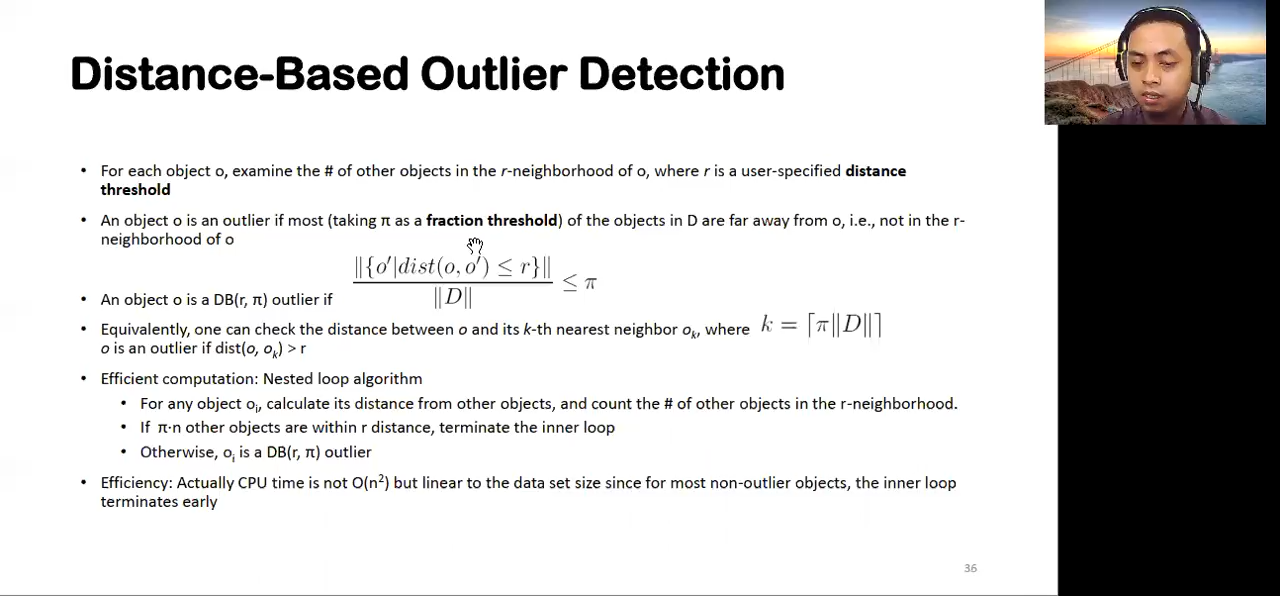 Distance-Based Outlier Detection
• For each object o, examine the # of other objects in the r-neighborhood of o, where r is a user-specified distance
threshold
• An object o is an outlier if most (taking π as a fraction threshold) of the objects in D are far away from o, i.e., not in the r-
neighborhood of o
‖{o′|dist(o, o′) ≤ r}‖
‖D‖
≤ π
• An object o is a DB(r, π) outlier if
• Equivalently, one can check the distance between o and its k-th nearest neighbor oₖ, where k = ⌈π‖D‖⌉
o is an outlier if dist(o, oₖ) > r
• Efficient computation: Nested loop algorithm
• For any object oᵢ, calculate its distance from other objects, and count the # of other objects in the r-neighborhood.
• If π∙n other objects are within r distance, terminate the inner loop
• Otherwise, oᵢ is a DB(r, π) outlier
• Efficiency: Actually CPU time is not O(n²) but linear to the data set size since for most non-outlier objects, the inner loop
terminates early
36